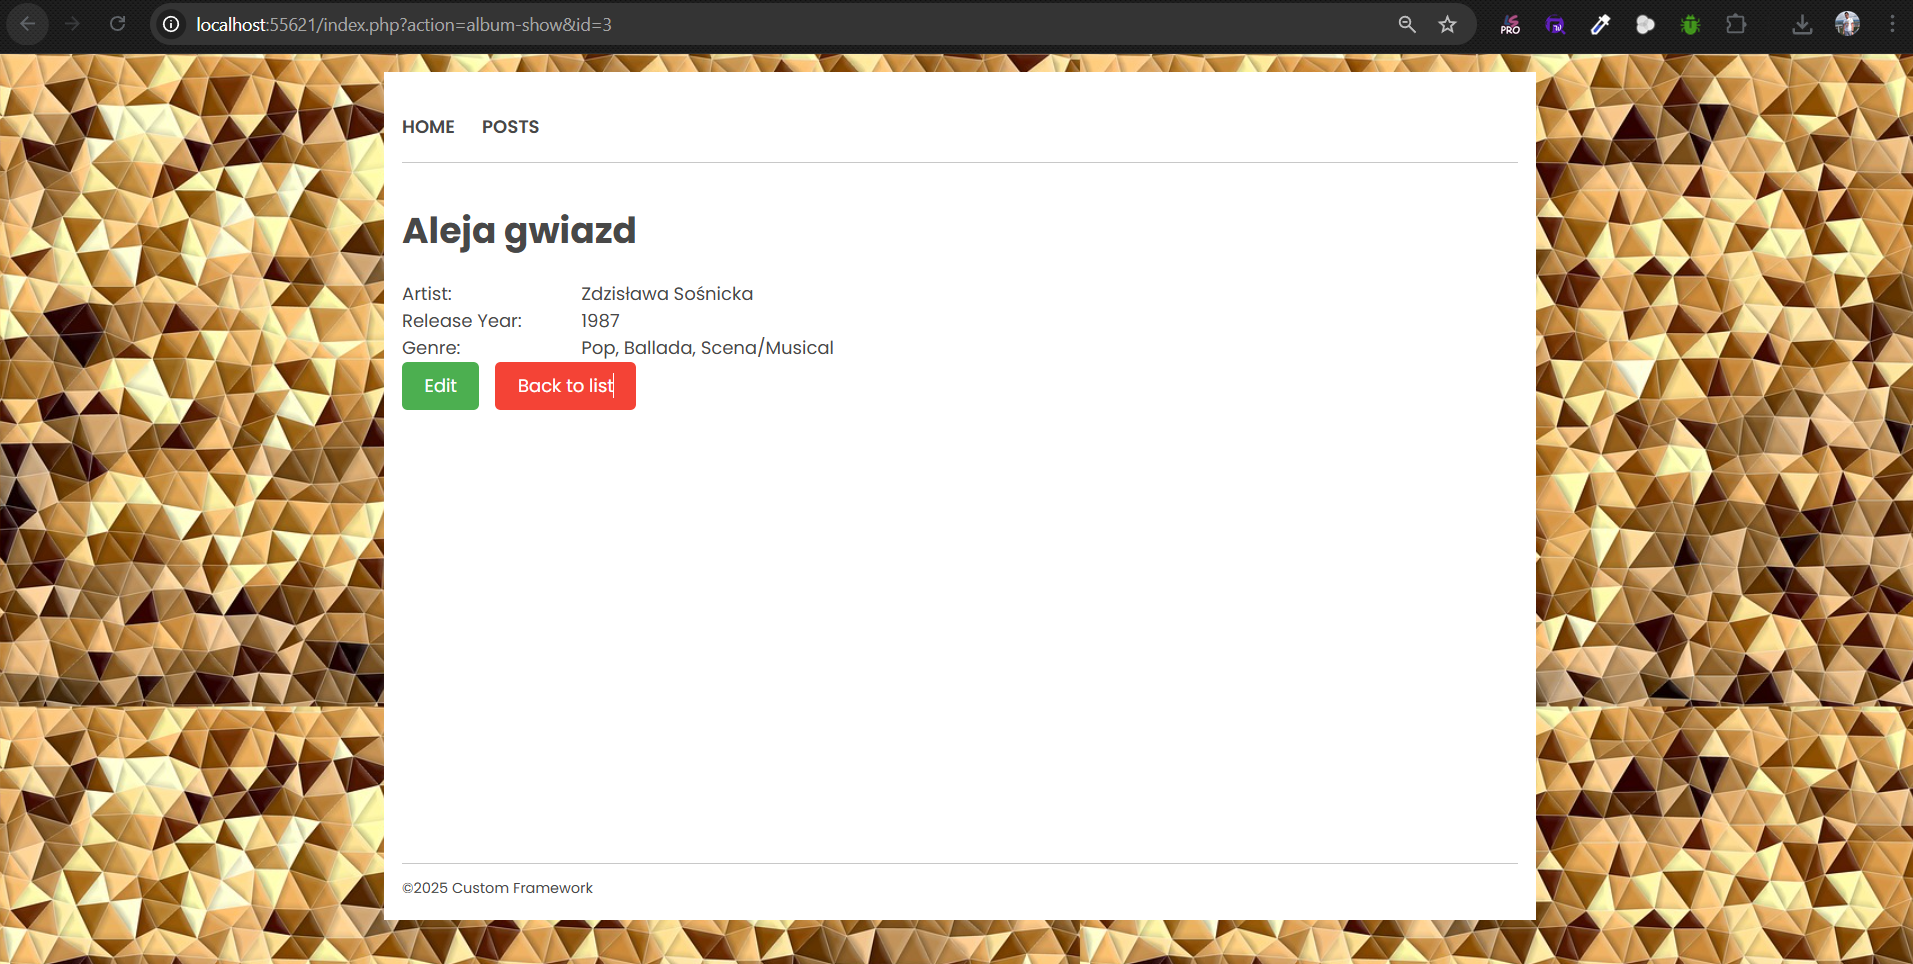 localhost:55621/index.php?action=album-show&id=3
PRO
HOME POSTS
Aleja gwiazd
Artist: Zdzisława Sośnicka
Release Year: 1987
Genre: Pop, Ballada, Scena/Musical
Edit Back to list
©2025 Custom Framework